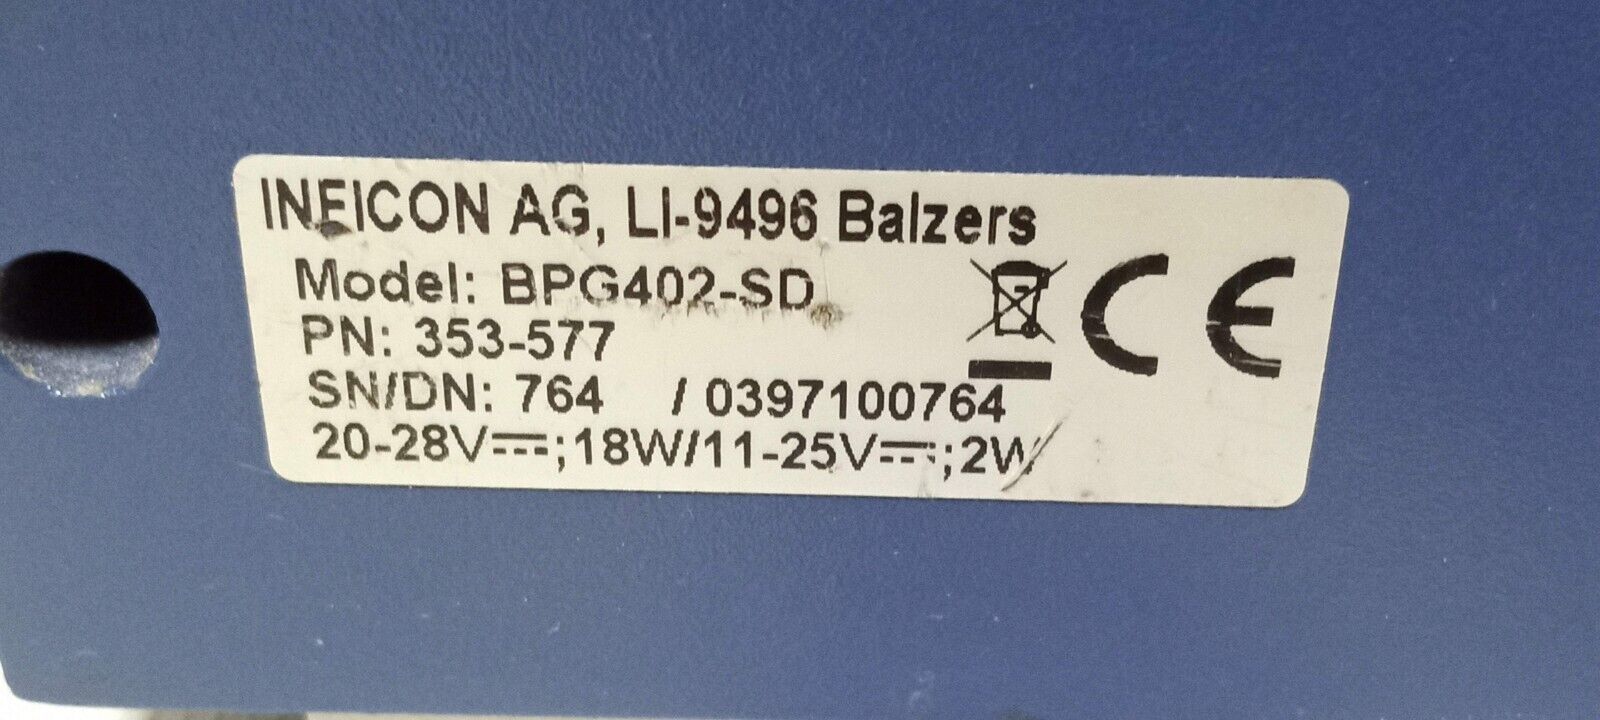 INFICON AG, LI-9496 Balzers
Model: BPG402-SD
PN: 353-577
SN/DN: 764 / 0397100764
20-28V⎓;18W/11-25V⎓;2W
CE